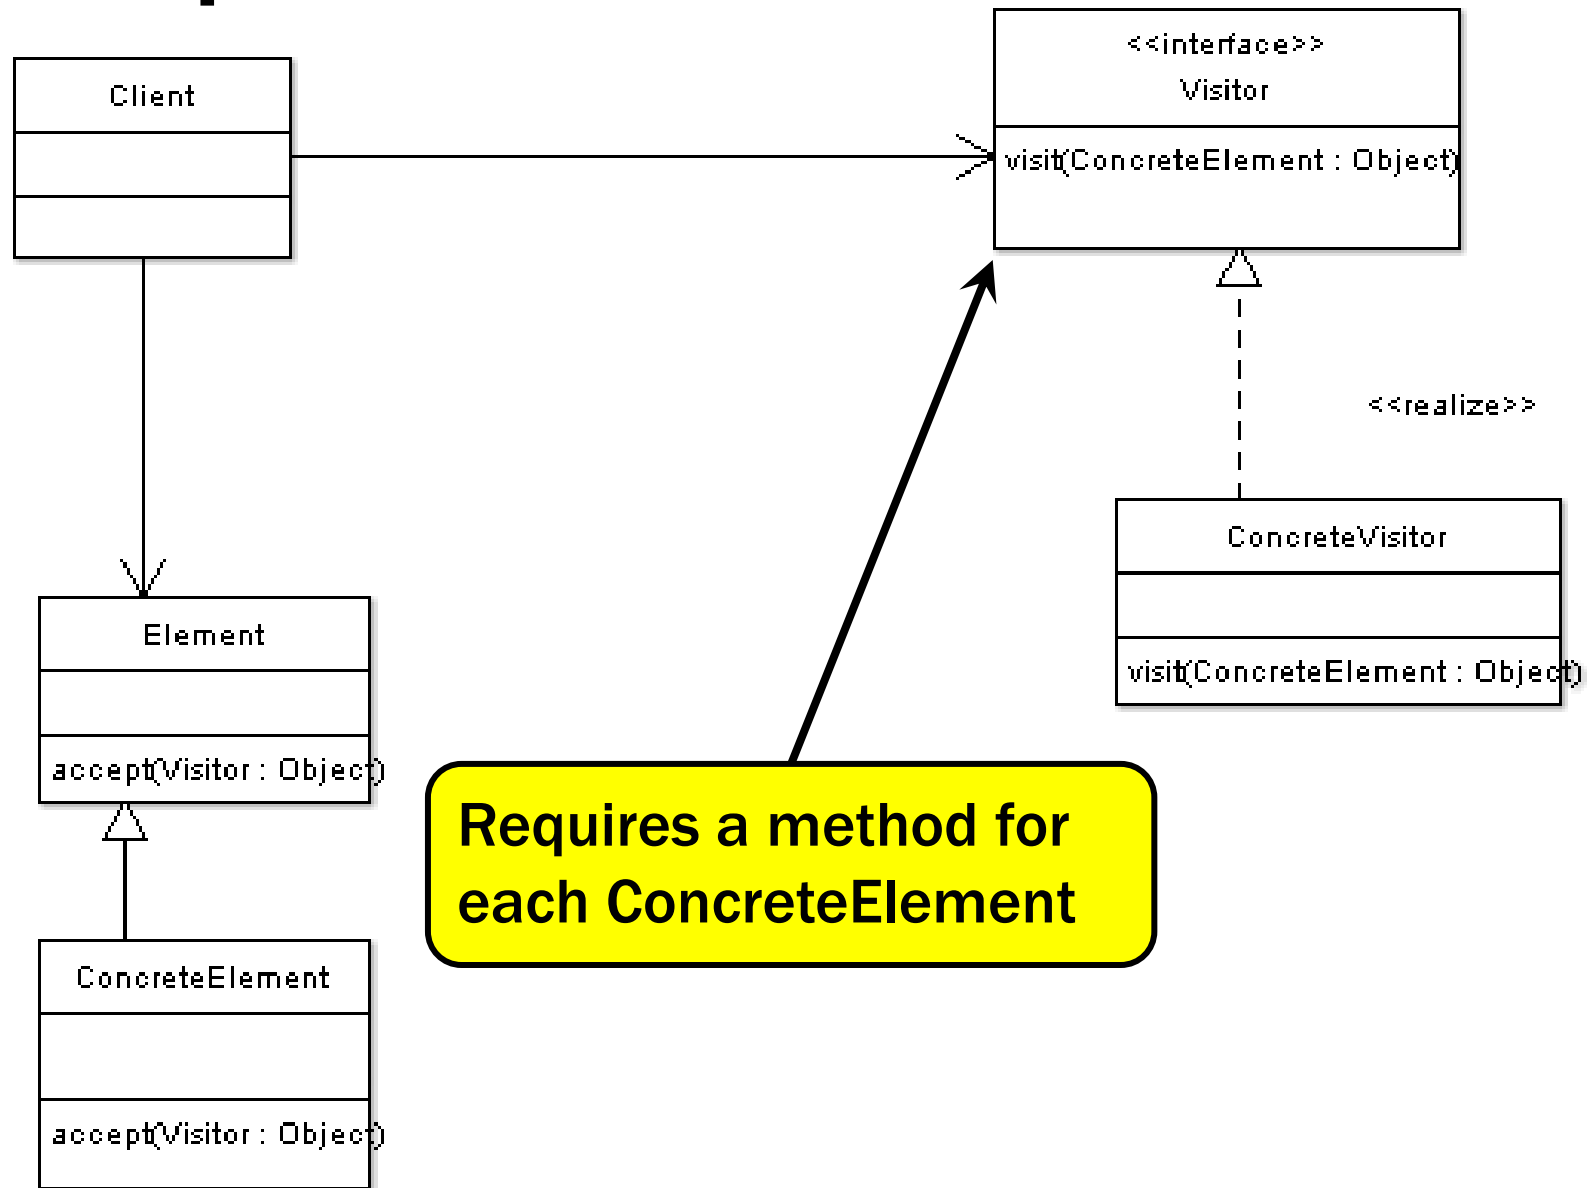 Client
<<interface>>
Visitor
visit(ConcreteElement : Object)
<<realize>>
ConcreteVisitor
visit(ConcreteElement : Object)
Element
accept(Visitor : Object)
Requires a method for
each ConcreteElement
ConcreteElement
accept(Visitor : Object)